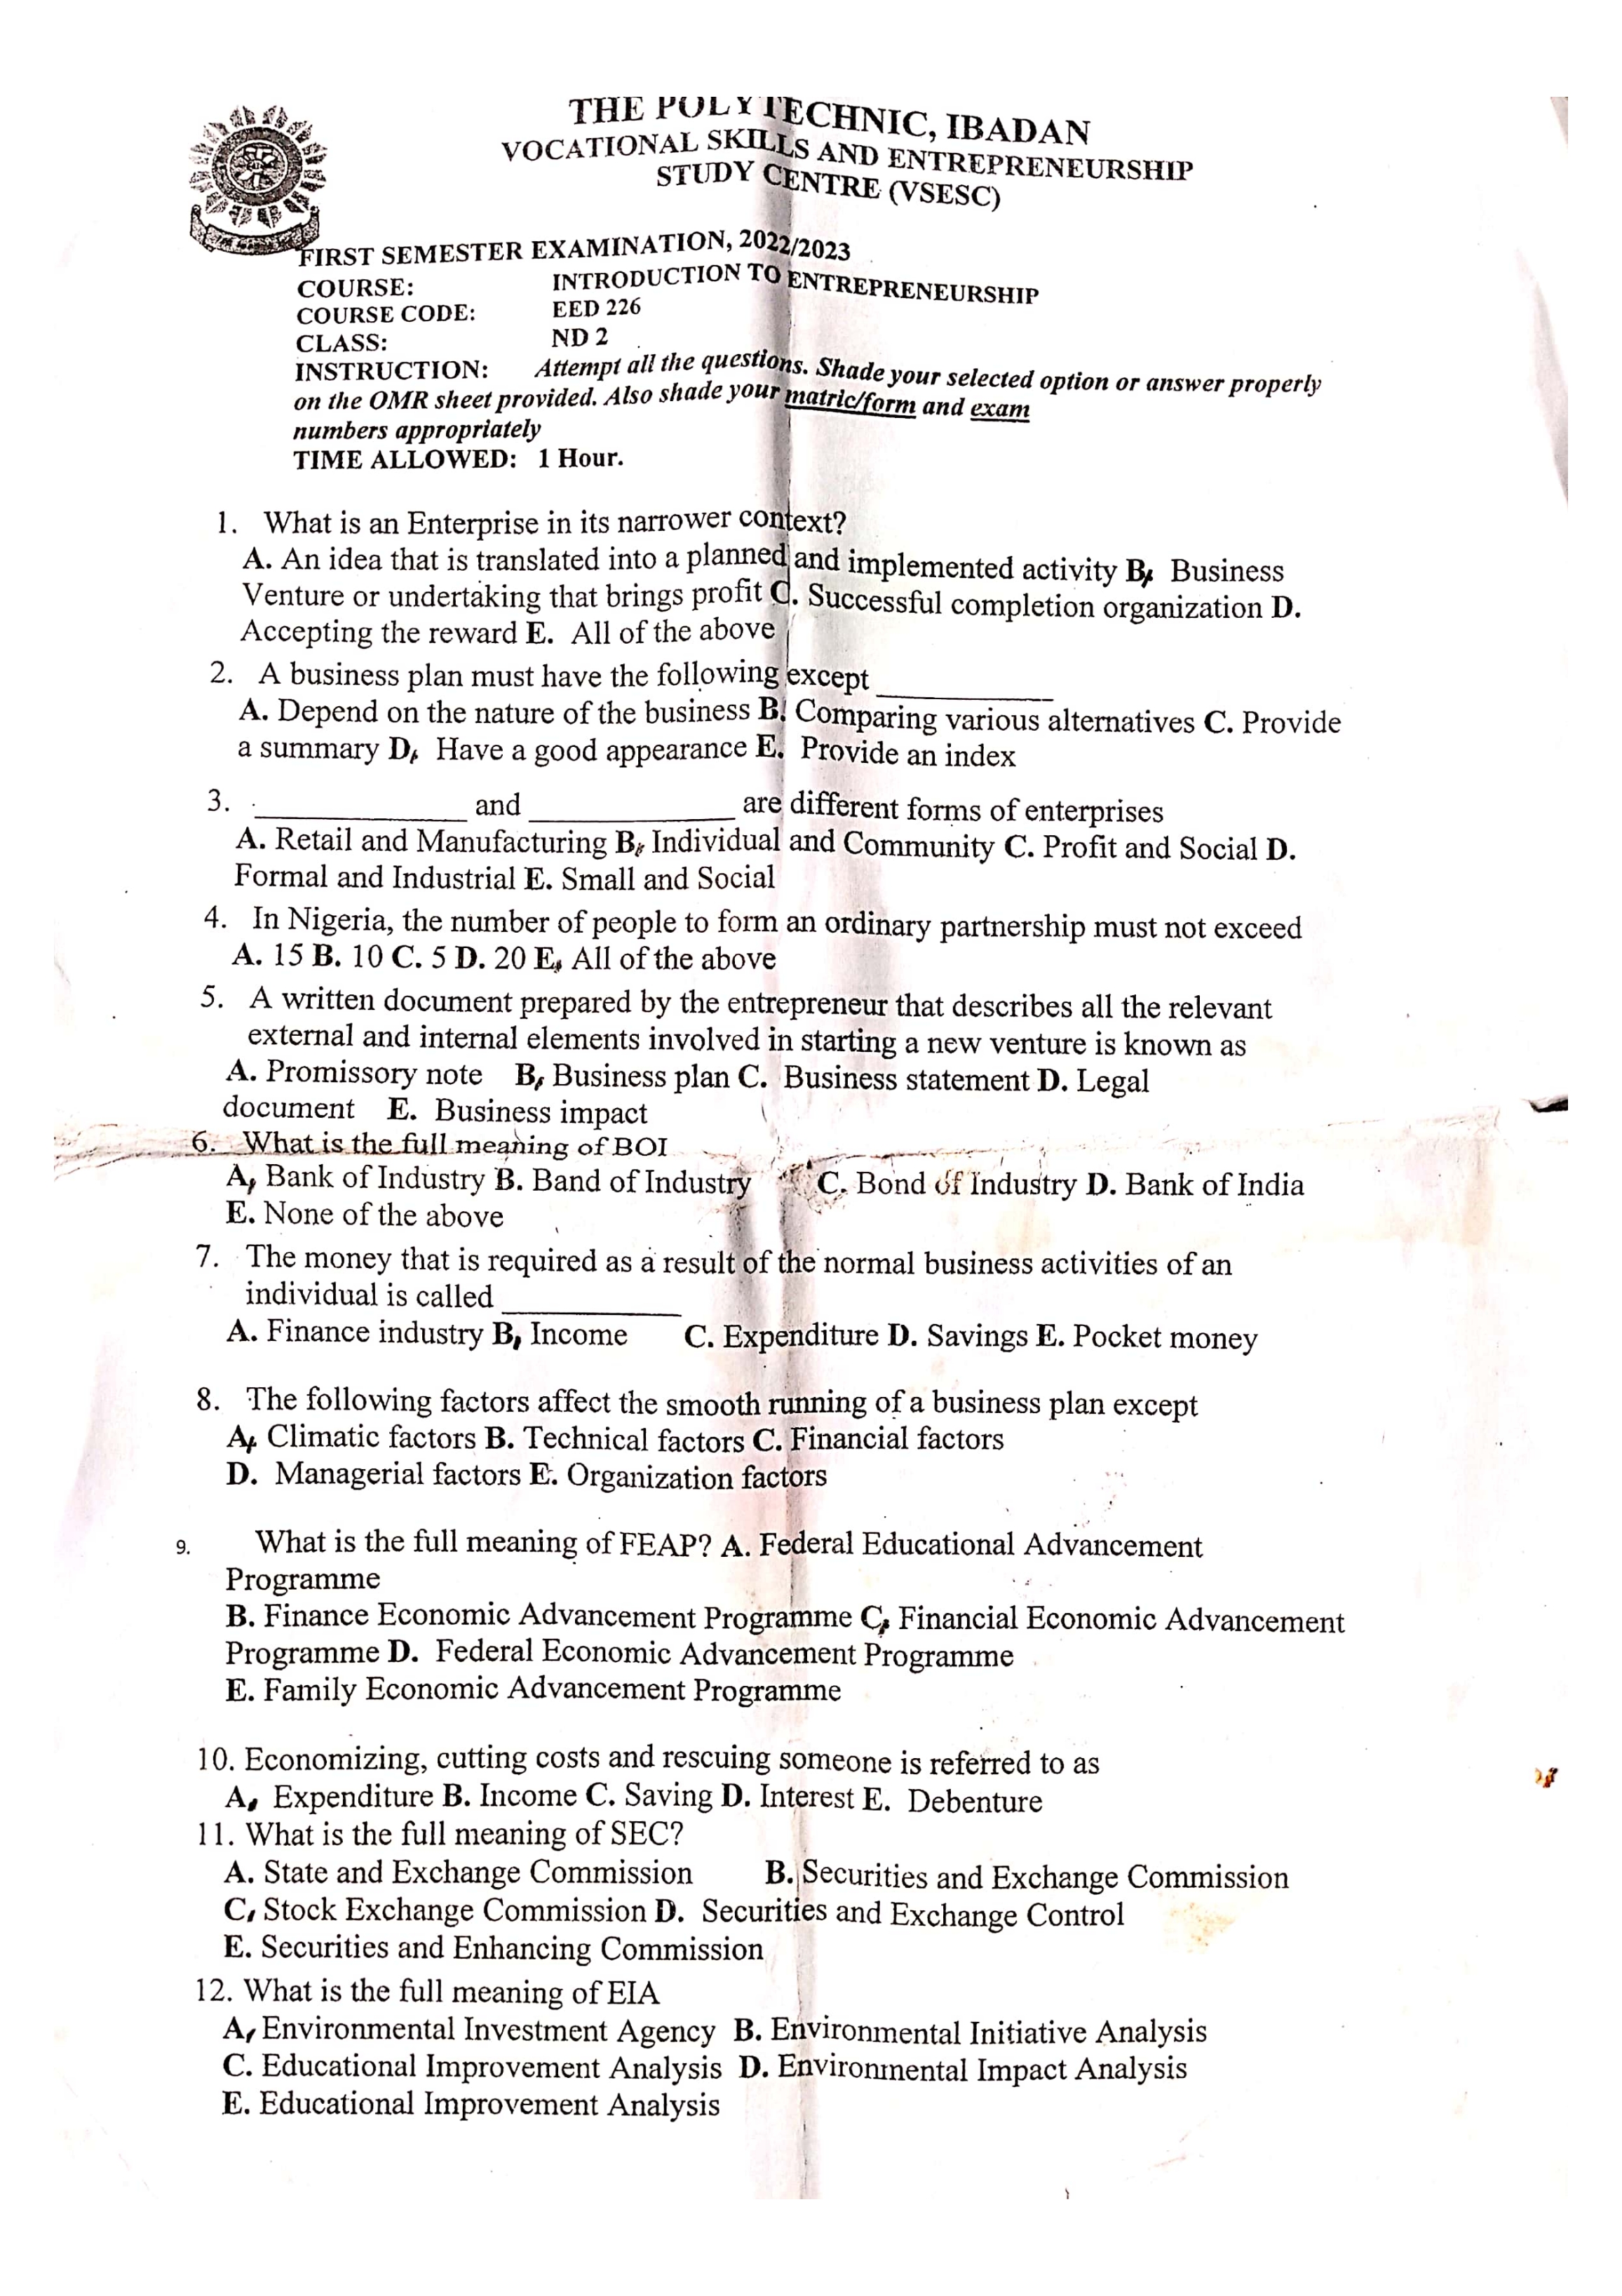 THE POLYTECHNIC, IBADAN
VOCATIONAL SKILLS AND ENTREPRENEURSHIP
STUDY CENTRE (VSESC)
FIRST SEMESTER EXAMINATION, 2022/2023
COURSE: INTRODUCTION TO ENTREPRENEURSHIP
COURSE CODE: EED 226
CLASS: ND 2
INSTRUCTION: Attempt all the questions. Shade your selected option or answer properly
on the OMR sheet provided. Also shade your matric/form and exam
numbers appropriately
TIME ALLOWED: 1 Hour.
1. What is an Enterprise in its narrower context?
A. An idea that is translated into a planned and implemented activity B. Business
Venture or undertaking that brings profit C. Successful completion organization D.
Accepting the reward E. All of the above
2. A business plan must have the following except __________
A. Depend on the nature of the business B. Comparing various alternatives C. Provide
a summary D. Have a good appearance E. Provide an index
3. __________ and __________ are different forms of enterprises
A. Retail and Manufacturing B. Individual and Community C. Profit and Social D.
Formal and Industrial E. Small and Social
4. In Nigeria, the number of people to form an ordinary partnership must not exceed
A. 15 B. 10 C. 5 D. 20 E. All of the above
5. A written document prepared by the entrepreneur that describes all the relevant
external and internal elements involved in starting a new venture is known as
A. Promissory note B. Business plan C. Business statement D. Legal
document E. Business impact
6. What is the full meaning of BOI
A. Bank of Industry B. Band of Industry C. Bond of Industry D. Bank of India
E. None of the above
7. The money that is required as a result of the normal business activities of an
individual is called __________
A. Finance industry B. Income C. Expenditure D. Savings E. Pocket money
8. The following factors affect the smooth running of a business plan except
A. Climatic factors B. Technical factors C. Financial factors
D. Managerial factors E. Organization factors
9. What is the full meaning of FEAP? A. Federal Educational Advancement
Programme
B. Finance Economic Advancement Programme C. Financial Economic Advancement
Programme D. Federal Economic Advancement Programme
E. Family Economic Advancement Programme
10. Economizing, cutting costs and rescuing someone is referred to as
A. Expenditure B. Income C. Saving D. Interest E. Debenture
11. What is the full meaning of SEC?
A. State and Exchange Commission B. Securities and Exchange Commission
C. Stock Exchange Commission D. Securities and Exchange Control
E. Securities and Enhancing Commission
12. What is the full meaning of EIA
A. Environmental Investment Agency B. Environmental Initiative Analysis
C. Educational Improvement Analysis D. Environmental Impact Analysis
E. Educational Improvement Analysis